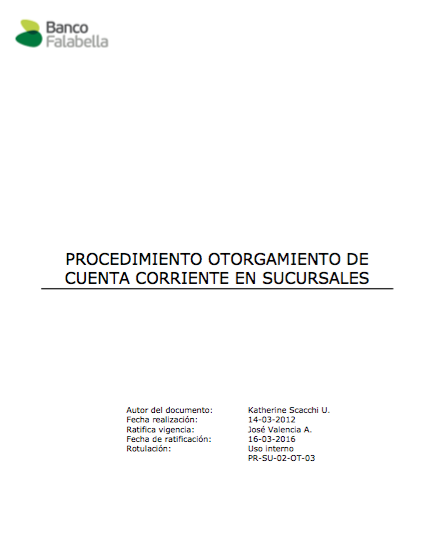 Banco
Falabella
PROCEDIMIENTO OTORGAMIENTO DE
CUENTA CORRIENTE EN SUCURSALES
Autor del documento: Katherine Scacchi U.
Fecha realización: 14-03-2012
Ratifica vigencia: José Valencia A.
Fecha de ratificación: 16-03-2016
Rotulación: Uso interno
PR-SU-02-OT-03